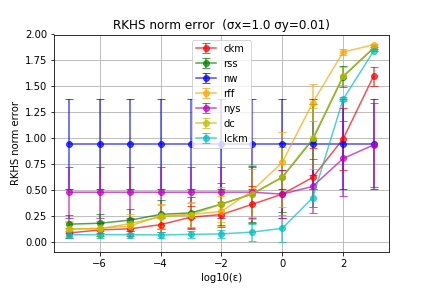 RKHS norm error (σx=1.0 σy=0.01)
2.00
1.75
1.50
1.25
1.00
0.75
0.50
0.25
0.00
RKHS norm error
ckm
rss
nw
rff
nys
dc
lckm
−6 −4 −2 0 2
log10(ε)